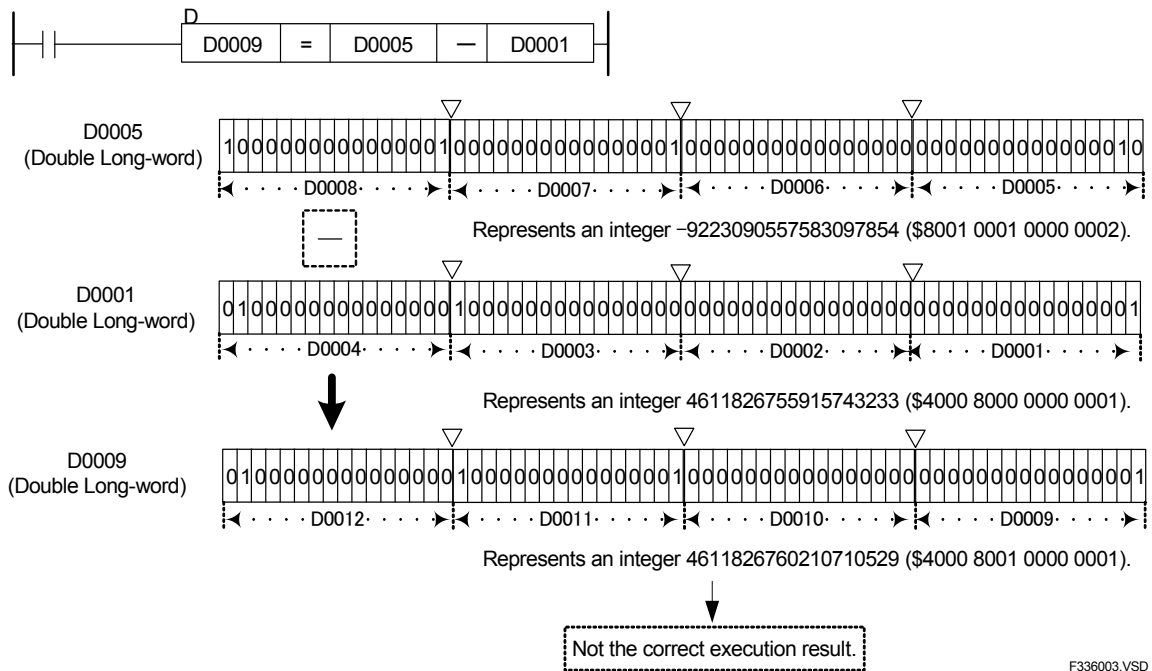 D
D0009 = D0005 — D0001
D0005
(Double Long-word)
1000000000000001 0000000000000001 0000000000000000 0000000000000010
D0008 D0007 D0006 D0005
—
Represents an integer −9223090557583097854 ($8001 0001 0000 0002).
D0001
(Double Long-word)
0100000000000000 1000000000000000 0000000000000000 0000000000000001
D0004 D0003 D0002 D0001
Represents an integer 4611826755915743233 ($4000 8000 0000 0001).
D0009
(Double Long-word)
0100000000000000 1000000000000001 0000000000000000 0000000000000001
D0012 D0011 D0010 D0009
Represents an integer 4611826760210710529 ($4000 8001 0000 0001).
Not the correct execution result.
F336003.VSD